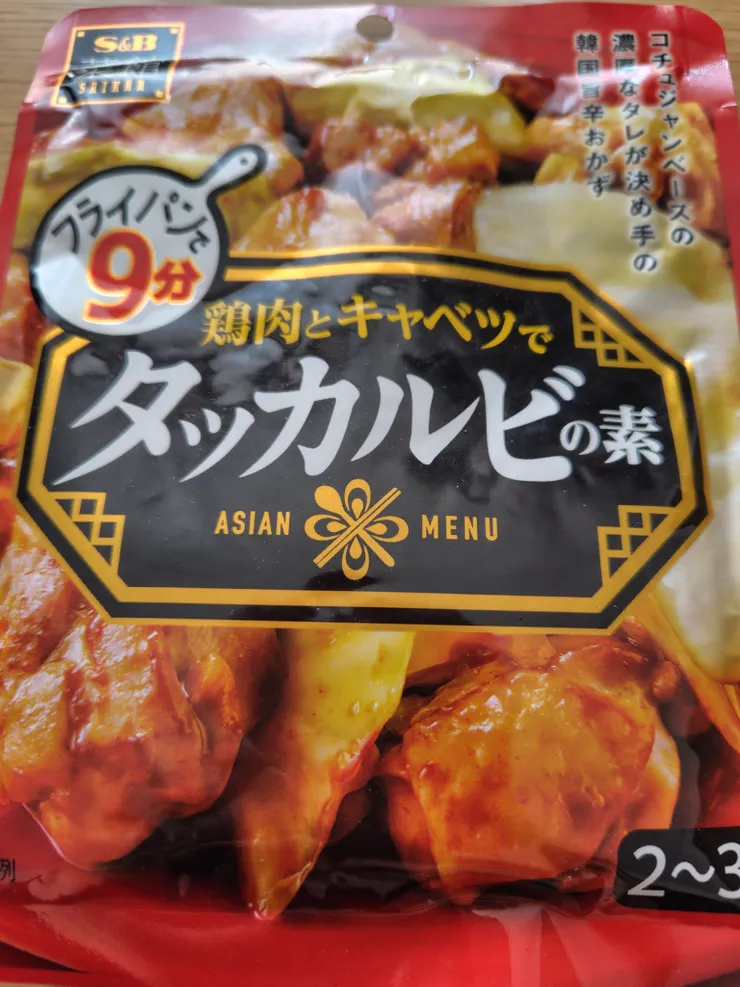 S&B
SAIKAN
コチュジャンベースの
濃厚なタレが決め手の
韓国旨辛おかず
フライパンで
9分
鶏肉とキャベツで
タッカルビの素
ASIAN MENU
2〜3